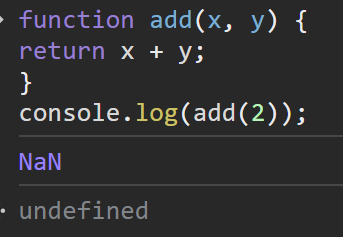 function add(x, y) {
return x + y;
}
console.log(add(2));
NaN
undefined